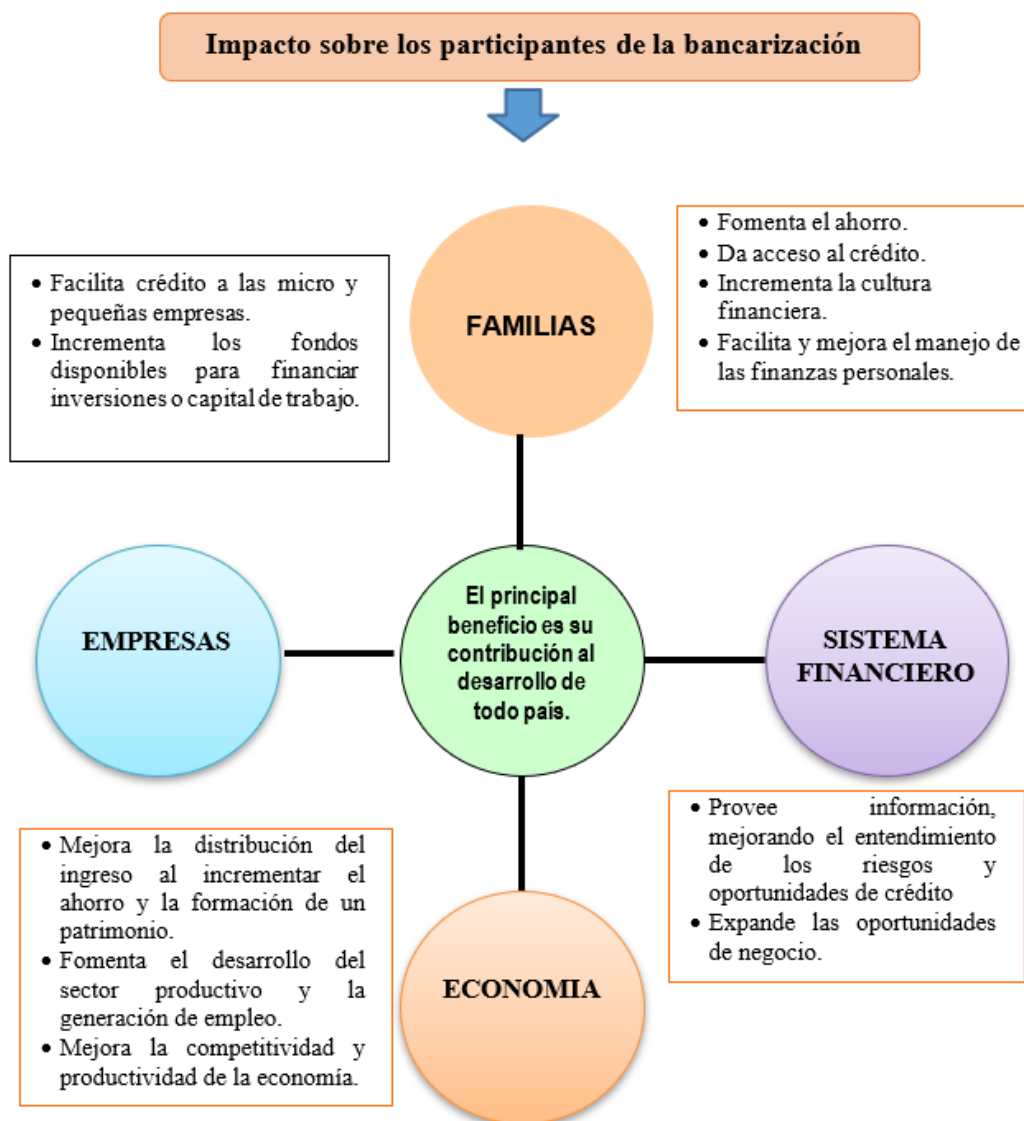 Impacto sobre los participantes de la bancarización
FAMILIAS
• Fomenta el ahorro.
• Da acceso al crédito.
• Incrementa la cultura
financiera.
• Facilita y mejora el manejo de
las finanzas personales.
• Facilita crédito a las micro y
pequeñas empresas.
• Incrementa los fondos
disponibles para financiar
inversiones o capital de trabajo.
EMPRESAS
El principal
beneficio es su
contribución al
desarrollo de
todo país.
SISTEMA
FINANCIERO
• Provee información,
mejorando el entendimiento
de los riesgos y
oportunidades de crédito
• Expande las oportunidades
de negocio.
• Mejora la distribución del
ingreso al incrementar el
ahorro y la formación de un
patrimonio.
• Fomenta el desarrollo del
sector productivo y la
generación de empleo.
• Mejora la competitividad y
productividad de la economía.
ECONOMIA